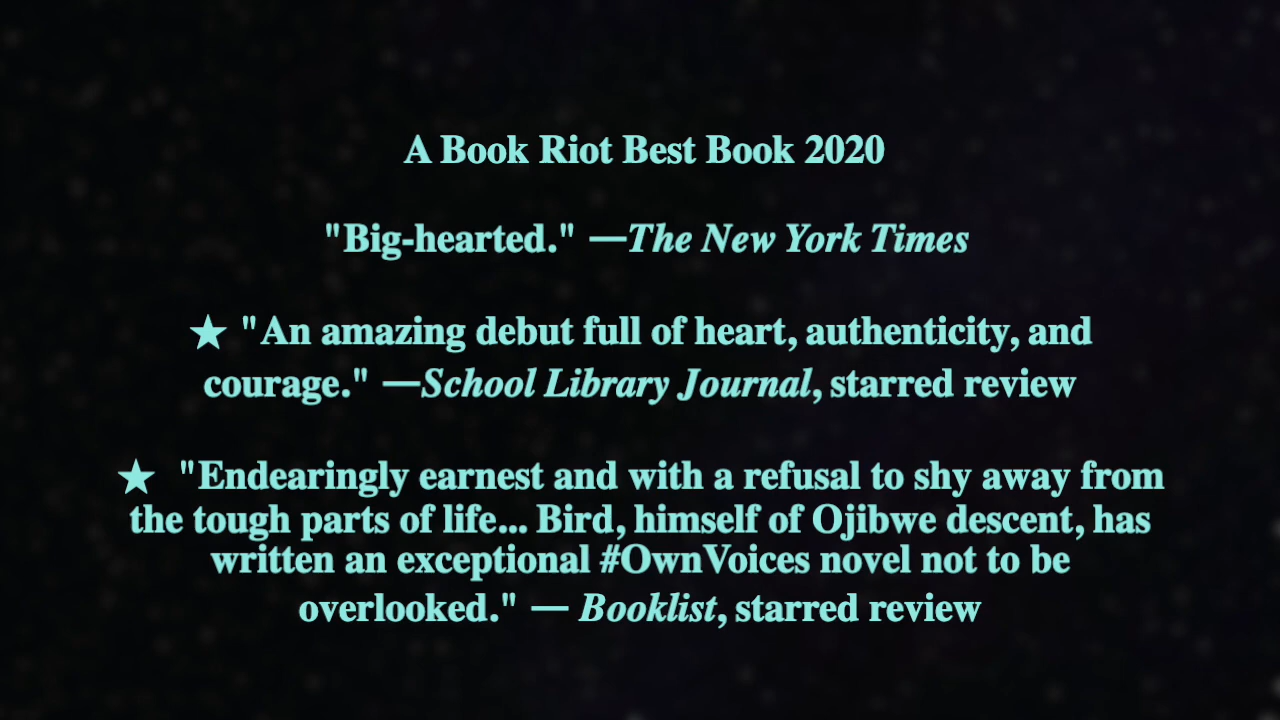 A Book Riot Best Book 2020
"Big-hearted." —The New York Times
★ "An amazing debut full of heart, authenticity, and
courage." —School Library Journal, starred review
★ "Endearingly earnest and with a refusal to shy away from
the tough parts of life... Bird, himself of Ojibwe descent, has
written an exceptional #OwnVoices novel not to be
overlooked." — Booklist, starred review